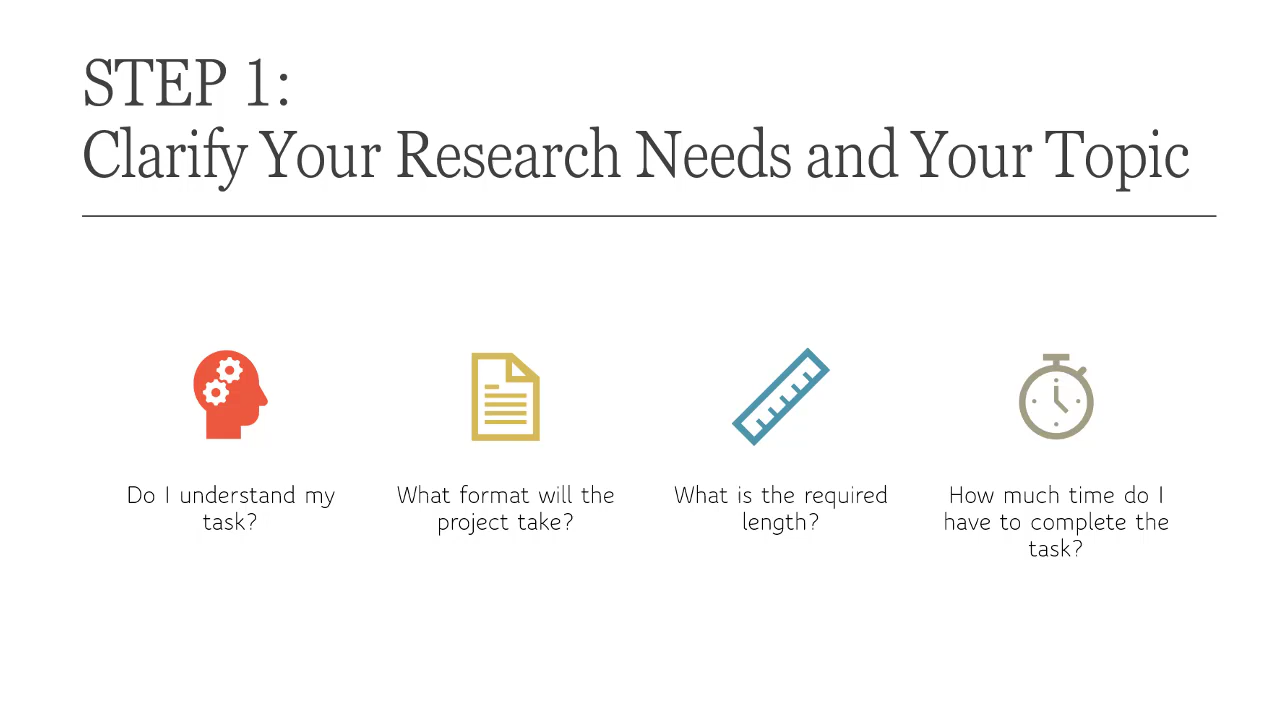 STEP 1:
Clarify Your Research Needs and Your Topic
Do I understand my
task?
What format will the
project take?
What is the required
length?
How much time do I
have to complete the
task?